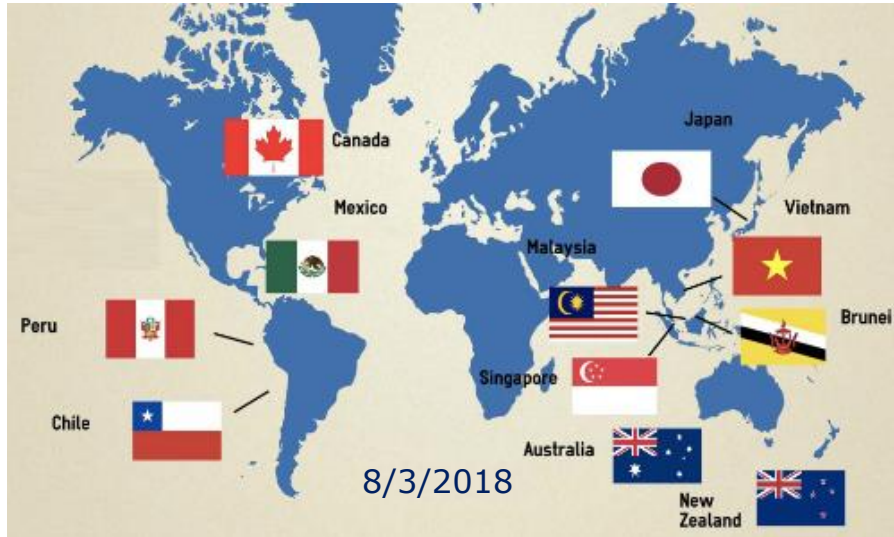 Canada
Japan
Mexico
Vietnam
Malaysia
Peru
Brunei
Singapore
Chile
Australia
8/3/2018
New
Zealand